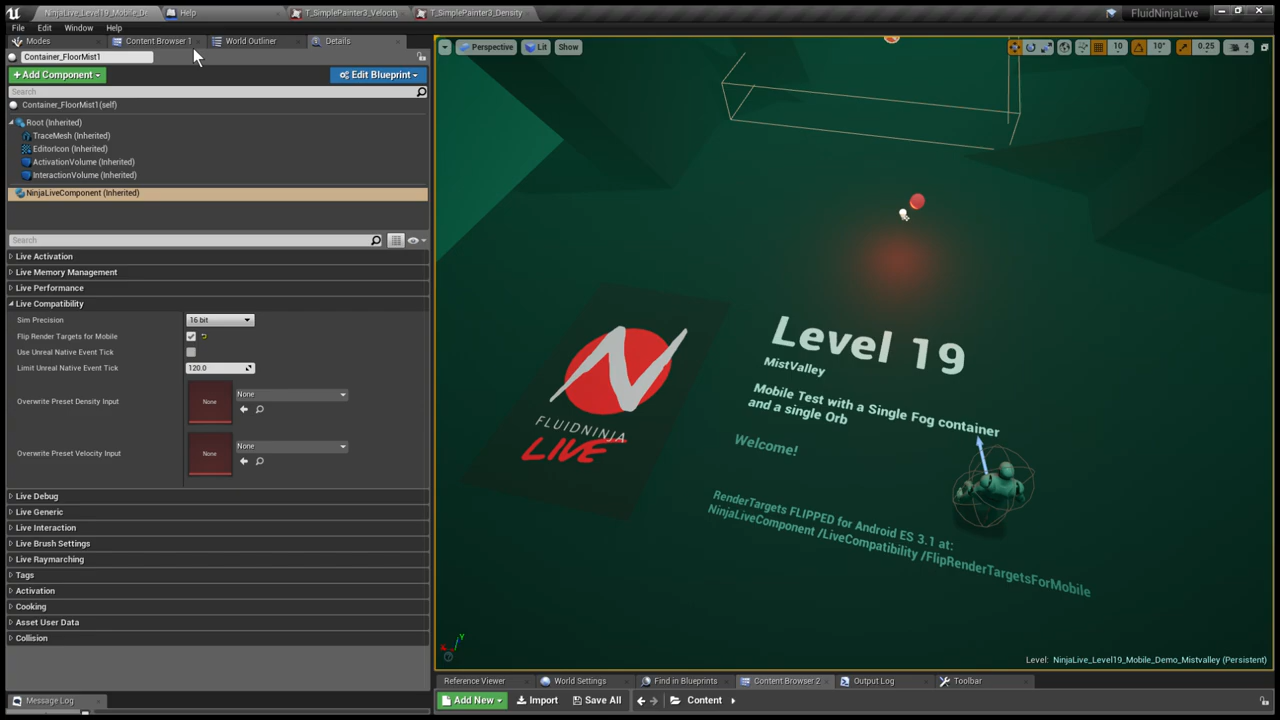 NinjaLive_Level19_Mobile_D
Help
T_SimplePainter3_Velocity
T_SimplePainter3_Density
FluidNinjaLive
File
Edit
Window
Help
Modes
Content Browser 1
World Outliner
Details
Container_FloorMist1
Add Component
Edit Blueprint
Search
Container_FloorMist1(self)
Root (Inherited)
TraceMesh (Inherited)
EditorIcon (Inherited)
ActivationVolume (Inherited)
InteractionVolume (Inherited)
NinjaLiveComponent (Inherited)
Search
Live Activation
Live Memory Management
Live Performance
Live Compatibility
Sim Precision
16 bit
Flip Render Targets for Mobile
Use Unreal Native Event Tick
Limit Unreal Native Event Tick
120.0
Overwrite Preset Density Input
None
None
Overwrite Preset Velocity Input
None
None
Live Debug
Live Generic
Live Interaction
Live Brush Settings
Live Raymarching
Tags
Activation
Cooking
Asset User Data
Collision
Message Log
Perspective
Lit
Show
10
10°
0.25
4
N
FLUIDNINJA
LIVE
Level 19
MistValley
Mobile Test with a Single Fog container
and a single Orb
Welcome!
RenderTargets FLIPPED for Android ES 3.1 at:
NinjaLiveComponent /LiveCompatibility /FlipRenderTargetsForMobile
Y
Level: NinjaLive_Level19_Mobile_Demo_Mistvalley (Persistent)
Reference Viewer
World Settings
Find in Blueprints
Content Browser 2
Output Log
Toolbar
Add New
Import
Save All
Content